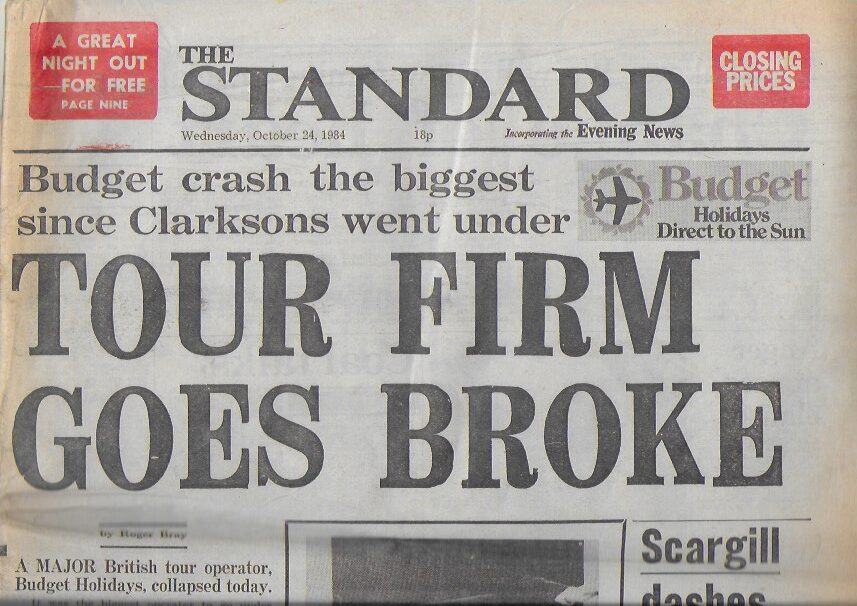 A GREAT
NIGHT OUT
—FOR FREE
PAGE NINE
THE
STANDARD
CLOSING
PRICES
Wednesday, October 24, 1984
18p
Incorporating the Evening News
Budget crash the biggest
since Clarksons went under
Budget
Holidays
Direct to the Sun
TOUR FIRM
GOES BROKE
by Roger Bray
A MAJOR British tour operator,
Budget Holidays, collapsed today.
Scargill
dashes